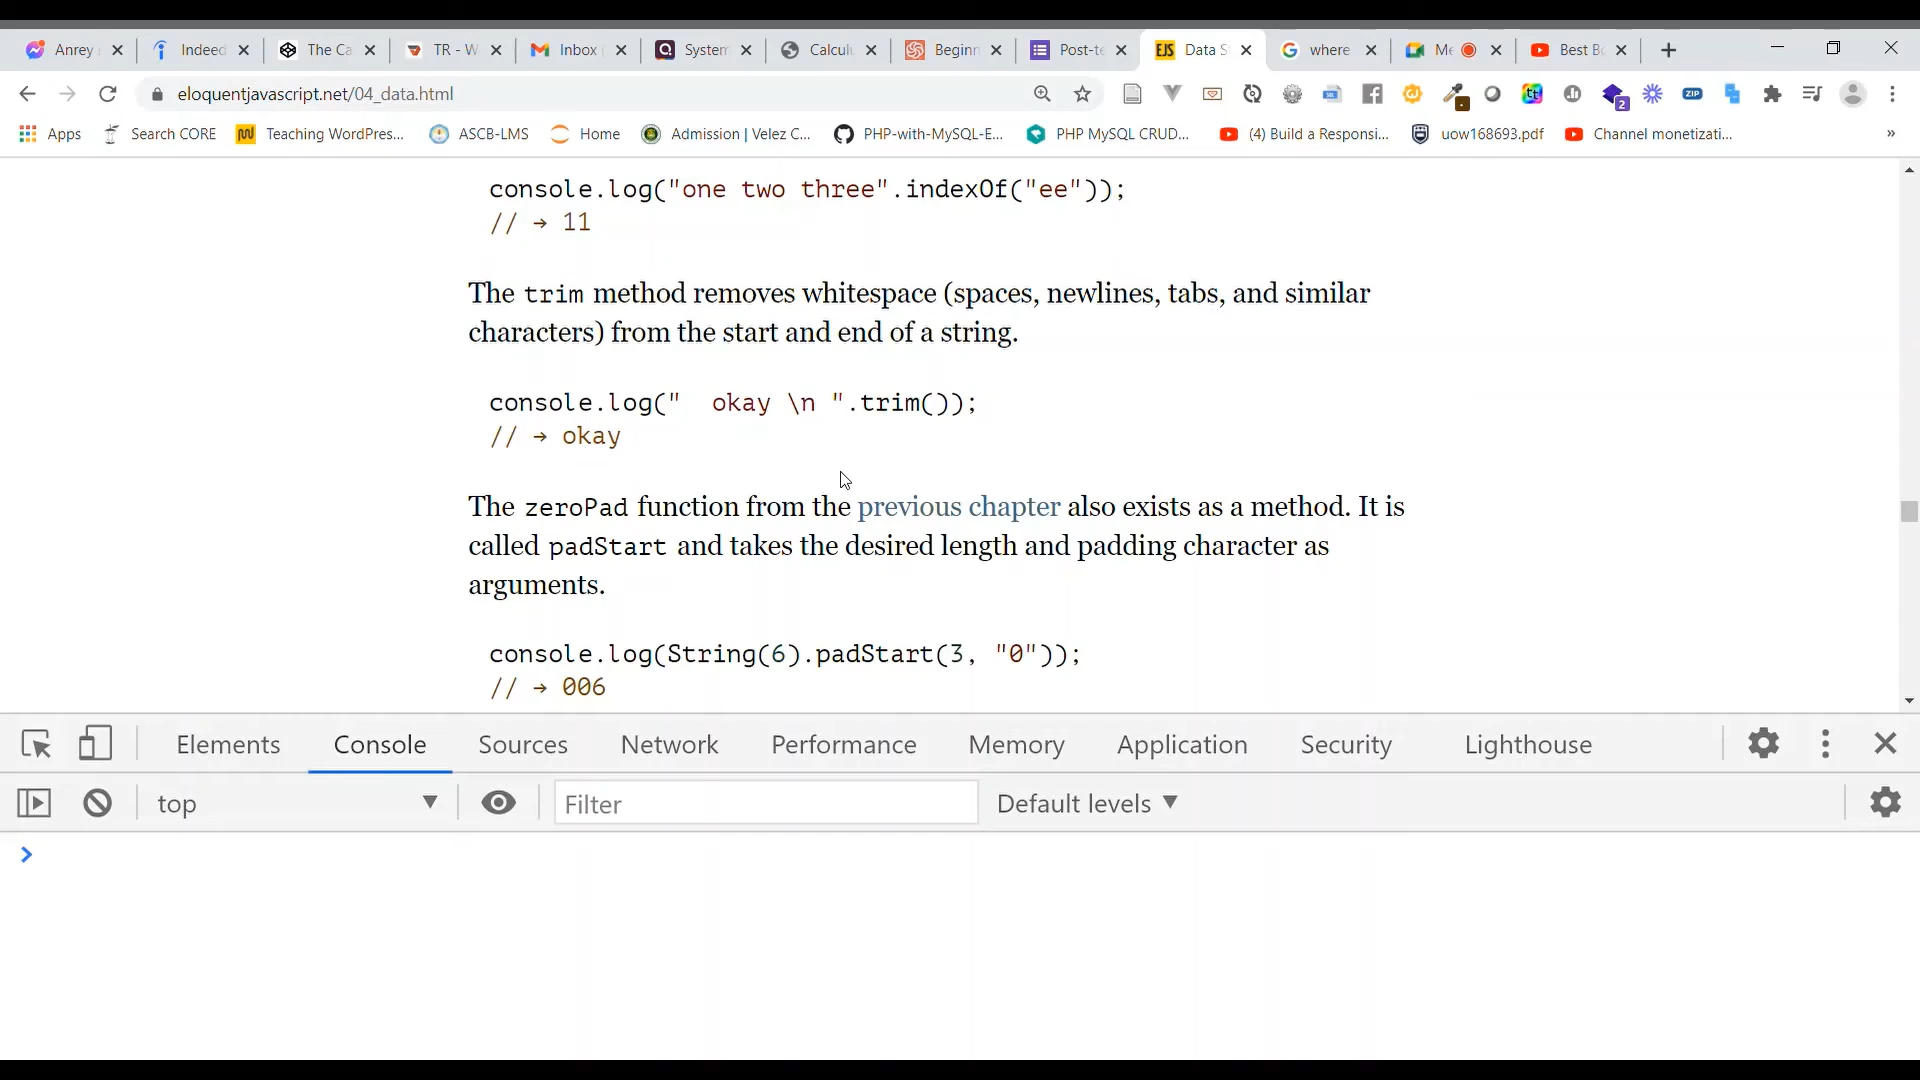 Anrey
Indeed
The Ca
TR - W
Inbox
System
Calcul
Beginn
Post-te
EJS Data S
where
Me
Best B
eloquentjavascript.net/04_data.html
2
ZIP
Apps
Search CORE
Teaching WordPres...
ASCB-LMS
Home
Admission | Velez C...
PHP-with-MySQL-E...
PHP MySQL CRUD...
(4) Build a Responsi...
uow168693.pdf
Channel monetizati...
»
console.log("one two three".indexOf("ee"));
// → 11
The trim method removes whitespace (spaces, newlines, tabs, and similar
characters) from the start and end of a string.
console.log("  okay \n ".trim());
// → okay
The zeroPad function from the previous chapter also exists as a method. It is
called padStart and takes the desired length and padding character as
arguments.
console.log(String(6).padStart(3, "0"));
// → 006
Elements
Console
Sources
Network
Performance
Memory
Application
Security
Lighthouse
top
Filter
Default levels